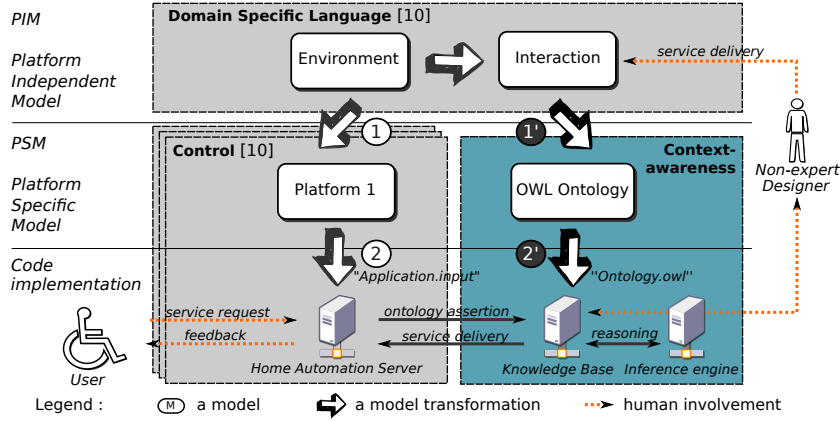 PIM
Domain Specific Language [10]
Platform
Independent
Model
Environment
Interaction
service delivery
1
1'
PSM
Control [10]
Context-
awareness
Non-expert
Designer
Platform
Specific
Model
Platform 1
OWL Ontology
2
2'
Code
implementation
"Application.input"
''Ontology.owl''
service request
feedback
ontology assertion
service delivery
reasoning
User
Home Automation Server
Knowledge Base
Inference engine
Legend :
M
a model
a model transformation
human involvement